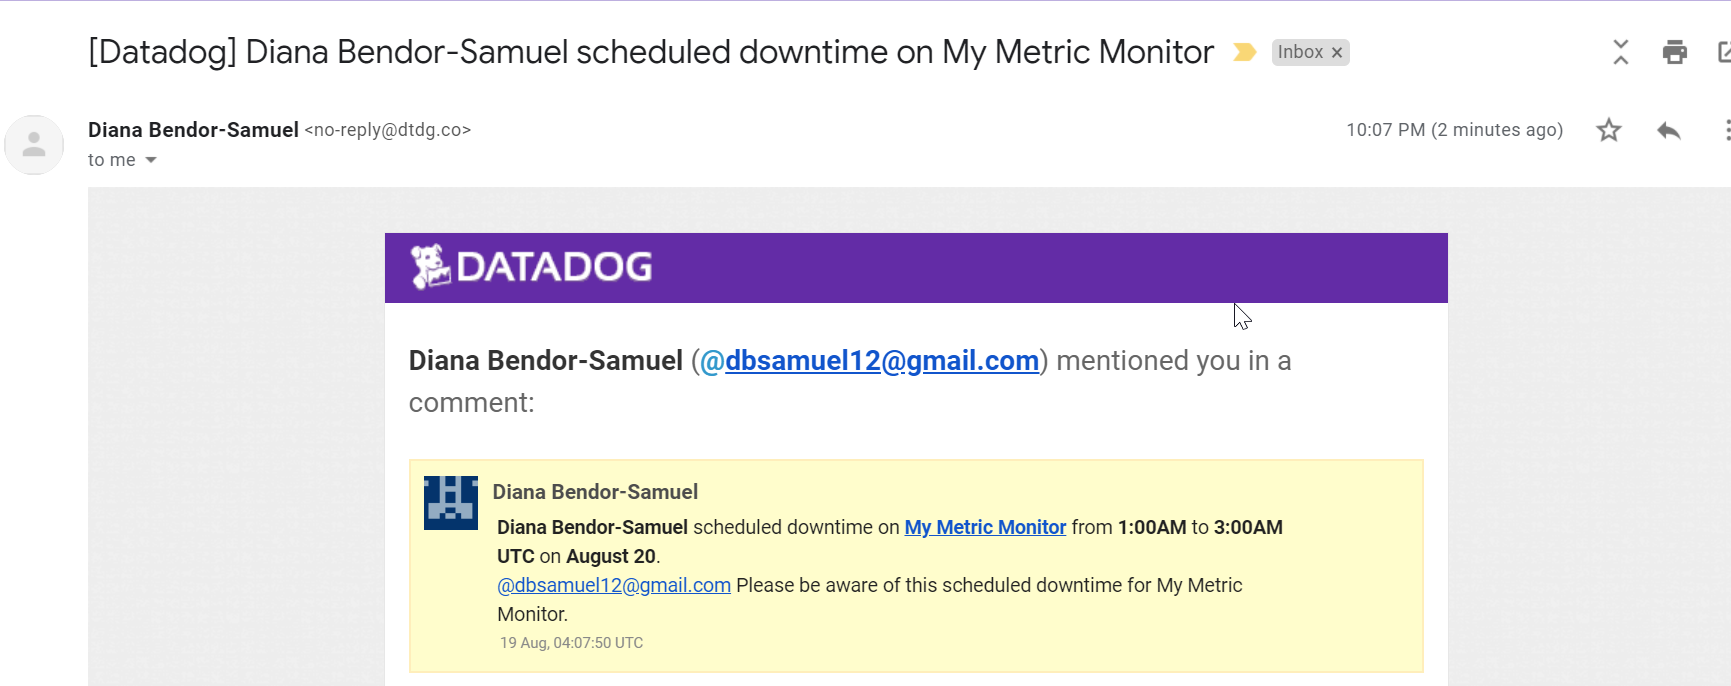 [Datadog] Diana Bendor-Samuel scheduled downtime on My Metric Monitor Inbox ×
Diana Bendor-Samuel <no-reply@dtdg.co> 10:07 PM (2 minutes ago)
to me
DATADOG
Diana Bendor-Samuel (@dbsamuel12@gmail.com) mentioned you in a
comment:
Diana Bendor-Samuel
Diana Bendor-Samuel scheduled downtime on My Metric Monitor from 1:00AM to 3:00AM
UTC on August 20.
@dbsamuel12@gmail.com Please be aware of this scheduled downtime for My Metric
Monitor.
19 Aug, 04:07:50 UTC